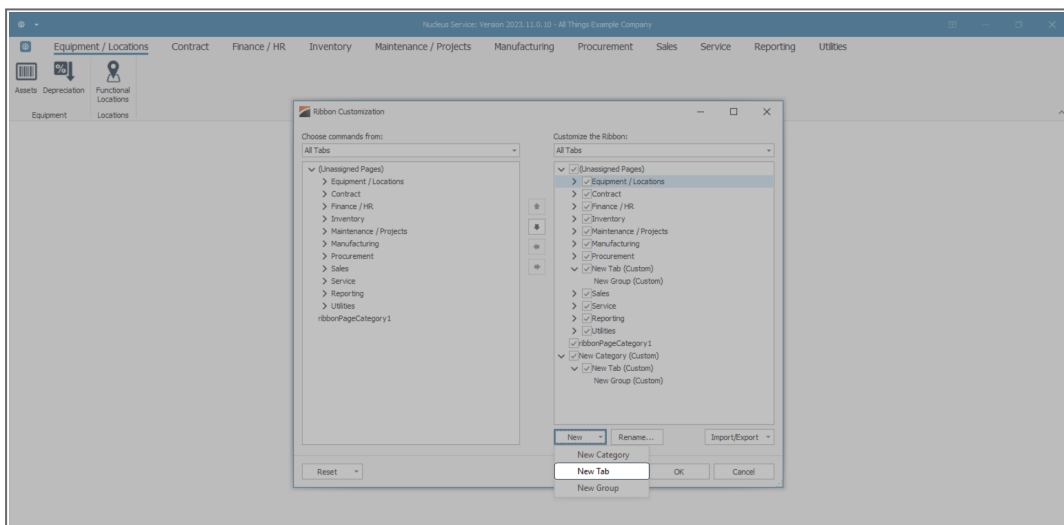 Nucleus Service: Version 2023.11.0.10 - All Things Example Company
Equipment / Locations Contract Finance / HR Inventory Maintenance / Projects Manufacturing Procurement Sales Service Reporting Utilities
Assets Depreciation Functional
Locations
Equipment Locations
Ribbon Customization
Choose commands from: Customize the Ribbon:
All Tabs All Tabs
(Unassigned Pages) (Unassigned Pages)
Equipment / Locations Equipment / Locations
Contract Contract
Finance / HR Finance / HR
Inventory Inventory
Maintenance / Projects Maintenance / Projects
Manufacturing Manufacturing
Procurement Procurement
Sales New Tab (Custom)
Service New Group (Custom)
Reporting Sales
Utilities Service
ribbonPageCategory1 Reporting
Utilities
ribbonPageCategory1
New Category (Custom)
New Tab (Custom)
New Group (Custom)
New Rename... Import/Export
New Category
Reset New Tab OK Cancel
New Group